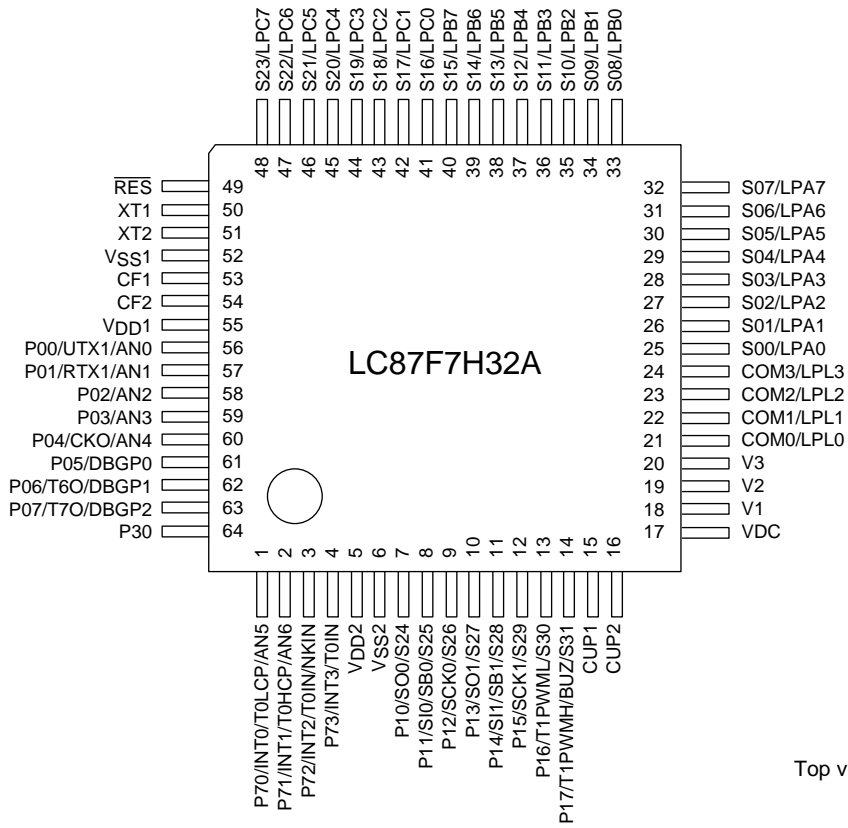 S23/LPC7
S22/LPC6
S21/LPC5
S20/LPC4
S19/LPC3
S18/LPC2
S17/LPC1
S16/LPC0
S15/LPB7
S14/LPB6
S13/LPB5
S12/LPB4
S11/LPB3
S10/LPB2
S09/LPB1
S08/LPB0
48
47
46
45
44
43
42
41
40
39
38
37
36
35
34
33
RES 49
XT1 50
XT2 51
VSS1 52
CF1 53
CF2 54
VDD1 55
P00/UTX1/AN0 56
P01/RTX1/AN1 57
P02/AN2 58
P03/AN3 59
P04/CKO/AN4 60
P05/DBGP0 61
P06/T6O/DBGP1 62
P07/T7O/DBGP2 63
P30 64
LC87F7H32A
32 S07/LPA7
31 S06/LPA6
30 S05/LPA5
29 S04/LPA4
28 S03/LPA3
27 S02/LPA2
26 S01/LPA1
25 S00/LPA0
24 COM3/LPL3
23 COM2/LPL2
22 COM1/LPL1
21 COM0/LPL0
20 V3
19 V2
18 V1
17 VDC
1
2
3
4
5
6
7
8
9
10
11
12
13
14
15
16
P70/INT0/T0LCP/AN5
P71/INT1/T0HCP/AN6
P72/INT2/T0IN/NKIN
P73/INT3/T0IN
VDD2
VSS2
P10/SO0/S24
P11/SI0/SB0/S25
P12/SCK0/S26
P13/SO1/S27
P14/SI1/SB1/S28
P15/SCK1/S29
P16/T1PWML/S30
P17/T1PWMH/BUZ/S31
CUP1
CUP2
Top v